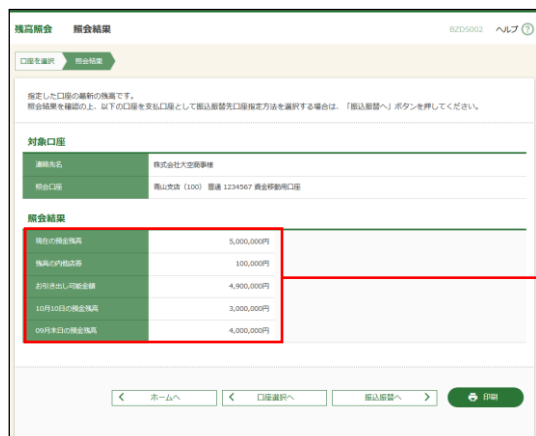 残高照会 照会結果 BZDS002 ヘルプ ?
口座を選択 照会結果
指定した口座の最新の残高です。
照会結果を確認の上、以下の口座を支払口座として振込振替先口座指定方法を選択する場合は、「振込振替へ」ボタンを押してください。
対象口座
連絡先名 株式会社大空商事様
照会口座 青山支店（100） 普通 1234567 資金移動用口座
照会結果
現在の預金残高 5,000,000円
残高の内他店券 100,000円
お引き出し可能金額 4,900,000円
10月10日の預金残高 3,000,000円
09月末日の預金残高 4,000,000円
ホームへ 口座選択へ 振込振替へ 印刷